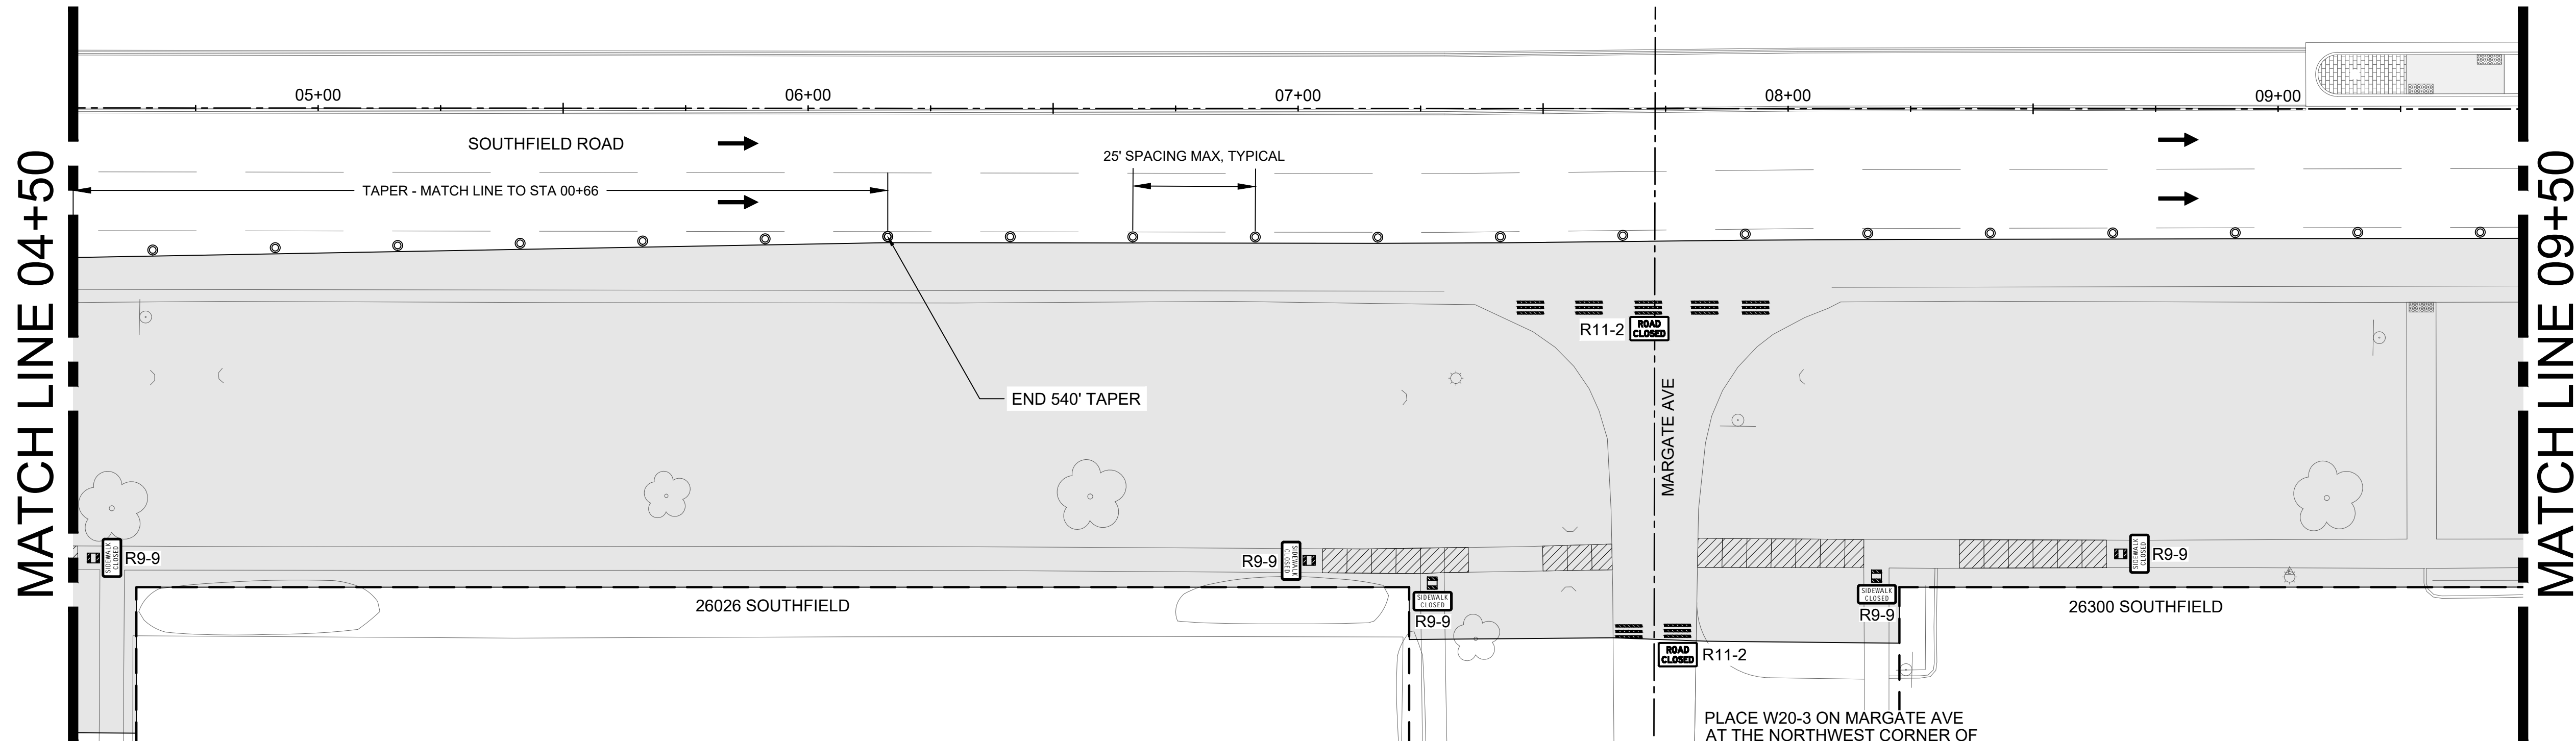 MATCH LINE 04+50
05+00
06+00
07+00
08+00
09+00
SOUTHFIELD ROAD
25' SPACING MAX, TYPICAL
TAPER - MATCH LINE TO STA 00+66
R11-2
ROAD
CLOSED
END 540' TAPER
MARGATE AVE
SIDEWALK
CLOSED
R9-9
R9-9
SIDEWALK
CLOSED
SIDEWALK
CLOSED
R9-9
26026 SOUTHFIELD
SIDEWALK
CLOSED
R9-9
SIDEWALK
CLOSED
R9-9
26300 SOUTHFIELD
ROAD
CLOSED
R11-2
PLACE W20-3 ON MARGATE AVE
AT THE NORTHWEST CORNER OF
MATCH LINE 09+50